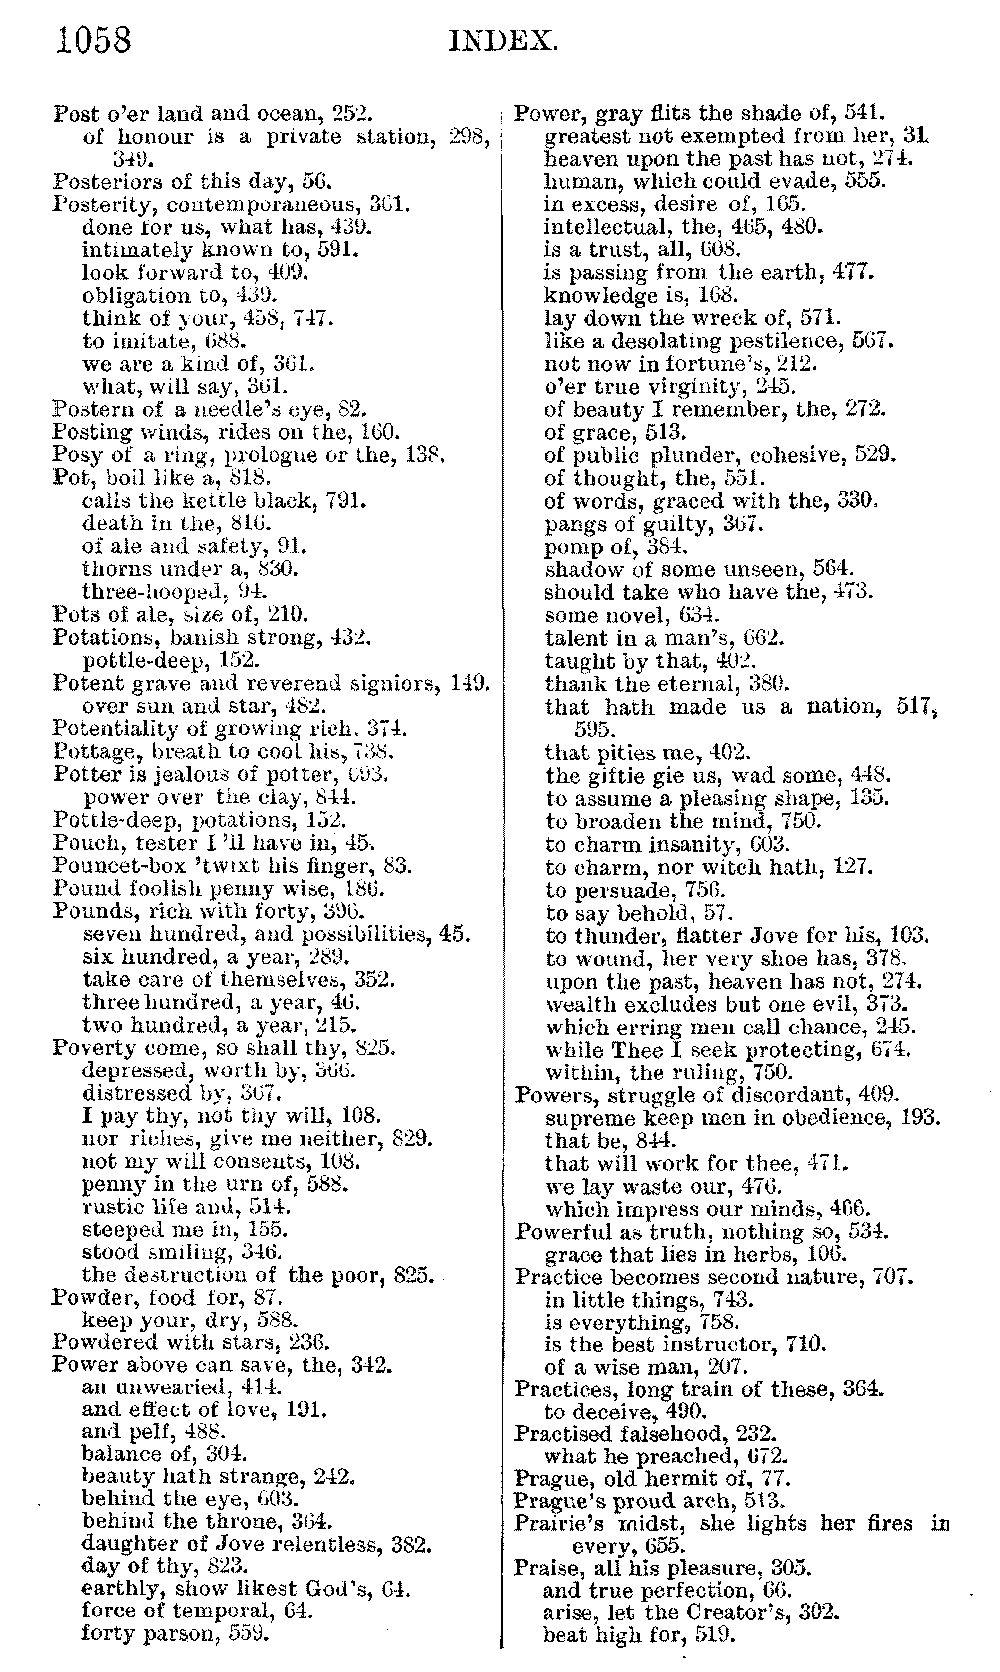 1058
INDEX.
Post o’er land and ocean, 252.
of honour is a private station, 298,
349.
Posteriors of this day, 56.
Posterity, contemporaneous, 361.
done for us, what has, 439.
intimately known to, 591.
look forward to, 409.
obligation to, 439.
think of your, 458, 747.
to imitate, 688.
we are a kind of, 361.
what, will say, 361.
Postern of a needle’s eye, 82.
Posting winds, rides on the, 160.
Posy of a ring, prologue or the, 138.
Pot, boil like a, 818.
calls the kettle black, 791.
death in the, 816.
of ale and safety, 91.
thorns under a, 830.
three-hooped, 94.
Pots of ale, size of, 210.
Potations, banish strong, 432.
pottle-deep, 152.
Potent grave and reverend signiors, 149.
over sun and star, 482.
Potentiality of growing rich, 374.
Pottage, breath to cool his, 738.
Potter is jealous of potter, 693.
power over the clay, 844.
Pottle-deep, potations, 152.
Pouch, tester I ’ll have in, 45.
Pouncet-box ’twixt his finger, 83.
Pound foolish penny wise, 186.
Pounds, rich with forty, 396.
seven hundred, and possibilities, 45.
six hundred, a year, 289.
take care of themselves, 352.
three hundred, a year, 46.
two hundred, a year, 215.
Poverty come, so shall thy, 825.
depressed, worth by, 366.
distressed by, 367.
I pay thy, not thy will, 108.
nor riches, give me neither, 829.
not my will consents, 108.
penny in the urn of, 588.
rustic life and, 514.
steeped me in, 155.
stood smiling, 346.
the destruction of the poor, 825.
Powder, food for, 87.
keep your, dry, 588.
Powdered with stars, 236.
Power above can save, the, 342.
an unwearied, 414.
and effect of love, 191.
and pelf, 488.
balance of, 304.
beauty hath strange, 242.
behind the eye, 603.
behind the throne, 364.
daughter of Jove relentless, 382.
day of thy, 823.
earthly, show likest God’s, 64.
force of temporal, 64.
forty parson, 559.
Power, gray flits the shade of, 541.
greatest not exempted from her, 31.
heaven upon the past has not, 274.
human, which could evade, 555.
in excess, desire of, 165.
intellectual, the, 465, 480.
is a trust, all, 608.
is passing from the earth, 477.
knowledge is, 168.
lay down the wreck of, 571.
like a desolating pestilence, 567.
not now in fortune’s, 212.
o’er true virginity, 245.
of beauty I remember, the, 272.
of grace, 513.
of public plunder, cohesive, 529.
of thought, the, 551.
of words, graced with the, 330.
pangs of guilty, 367.
pomp of, 384.
shadow of some unseen, 564.
should take who have the, 473.
some novel, 634.
talent in a man’s, 662.
taught by that, 402.
thank the eternal, 380.
that hath made us a nation, 517,
595.
that pities me, 402.
the giftie gie us, wad some, 448.
to assume a pleasing shape, 135.
to broaden the mind, 750.
to charm insanity, 603.
to charm, nor witch hath, 127.
to persuade, 756.
to say behold, 57.
to thunder, flatter Jove for his, 103.
to wound, her very shoe has, 378.
upon the past, heaven has not, 274.
wealth excludes but one evil, 373.
which erring men call chance, 245.
while Thee I seek protecting, 674.
within, the ruling, 750.
Powers, struggle of discordant, 409.
supreme keep men in obedience, 193.
that be, 844.
that will work for thee, 471.
we lay waste our, 476.
which impress our minds, 466.
Powerful as truth, nothing so, 534.
grace that lies in herbs, 106.
Practice becomes second nature, 707.
in little things, 743.
is everything, 758.
is the best instructor, 710.
of a wise man, 207.
Practices, long train of these, 364.
to deceive, 490.
Practised falsehood, 232.
what he preached, 672.
Prague, old hermit of, 77.
Prague’s proud arch, 513.
Prairie’s midst, she lights her fires in
every, 655.
Praise, all his pleasure, 305.
and true perfection, 66.
arise, let the Creator’s, 302.
beat high for, 519.